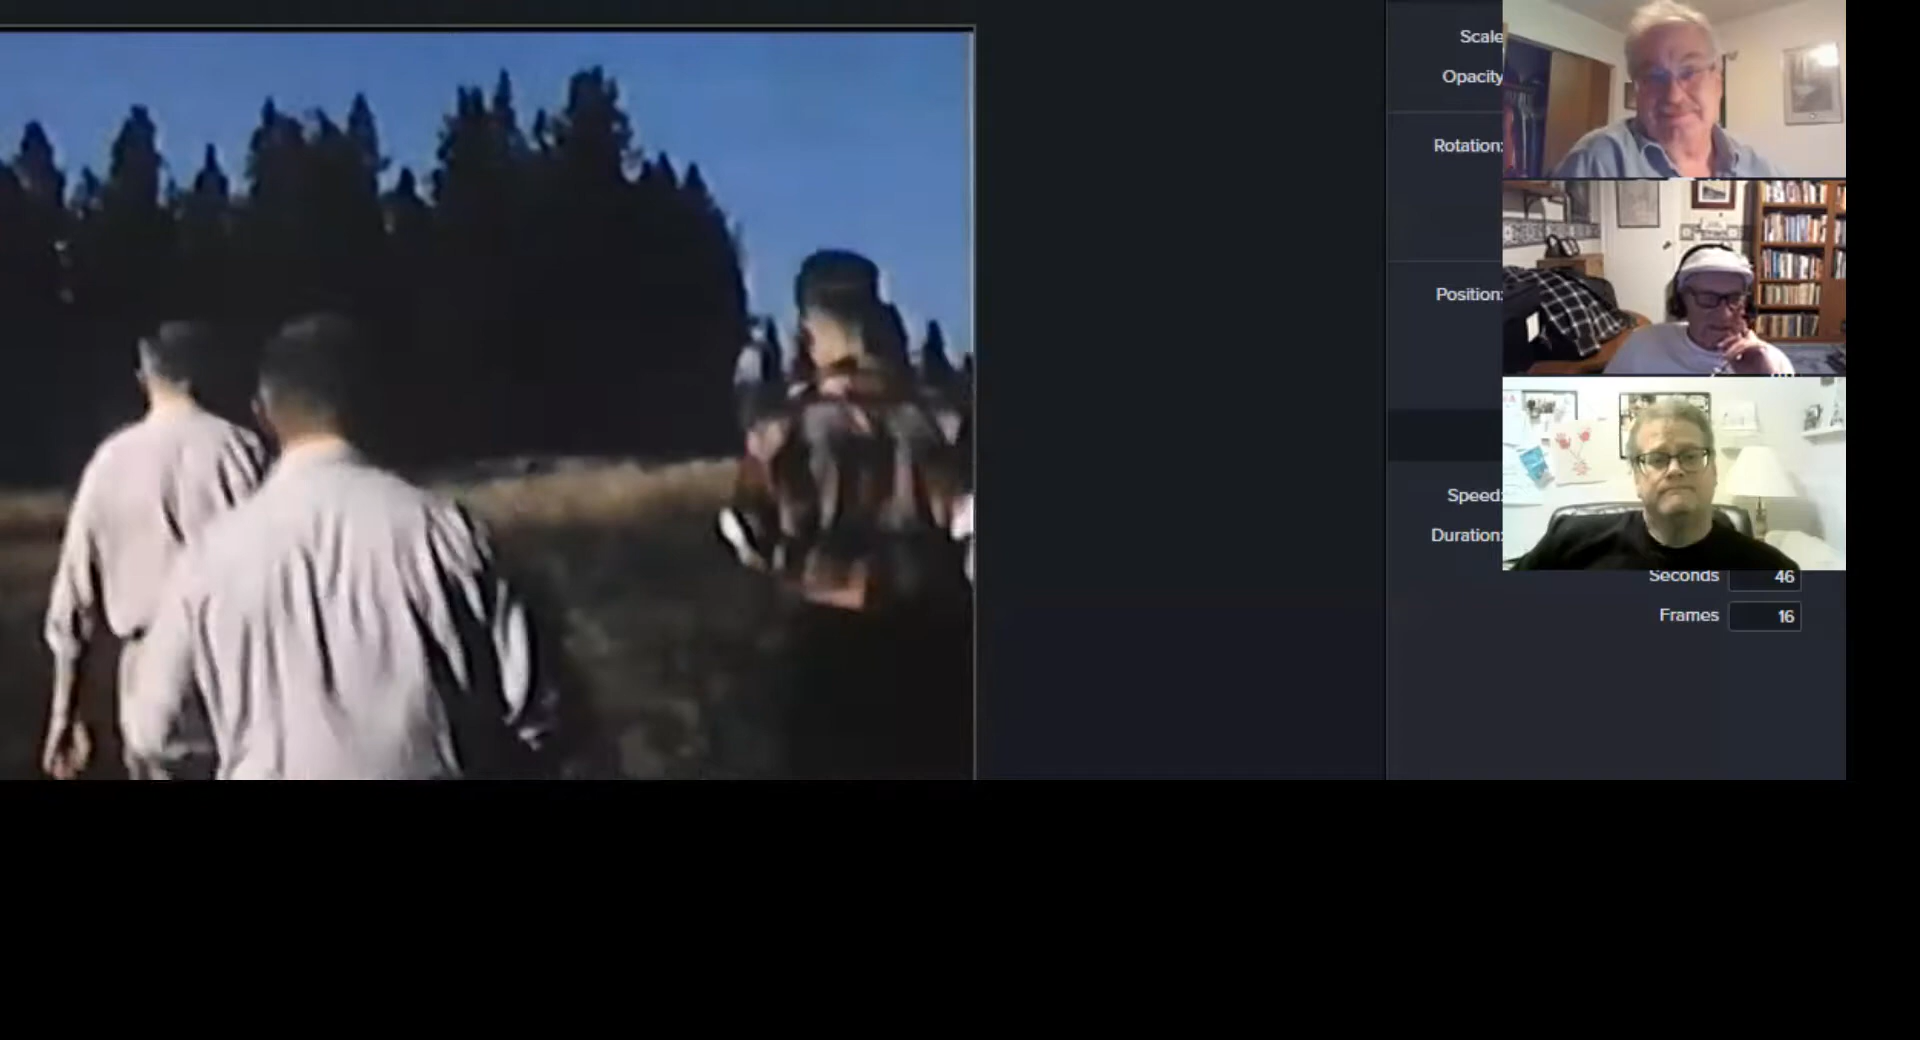 Scale
Opacity
Rotation:
Position:
Speed:
Duration:
Seconds 46
Frames 16